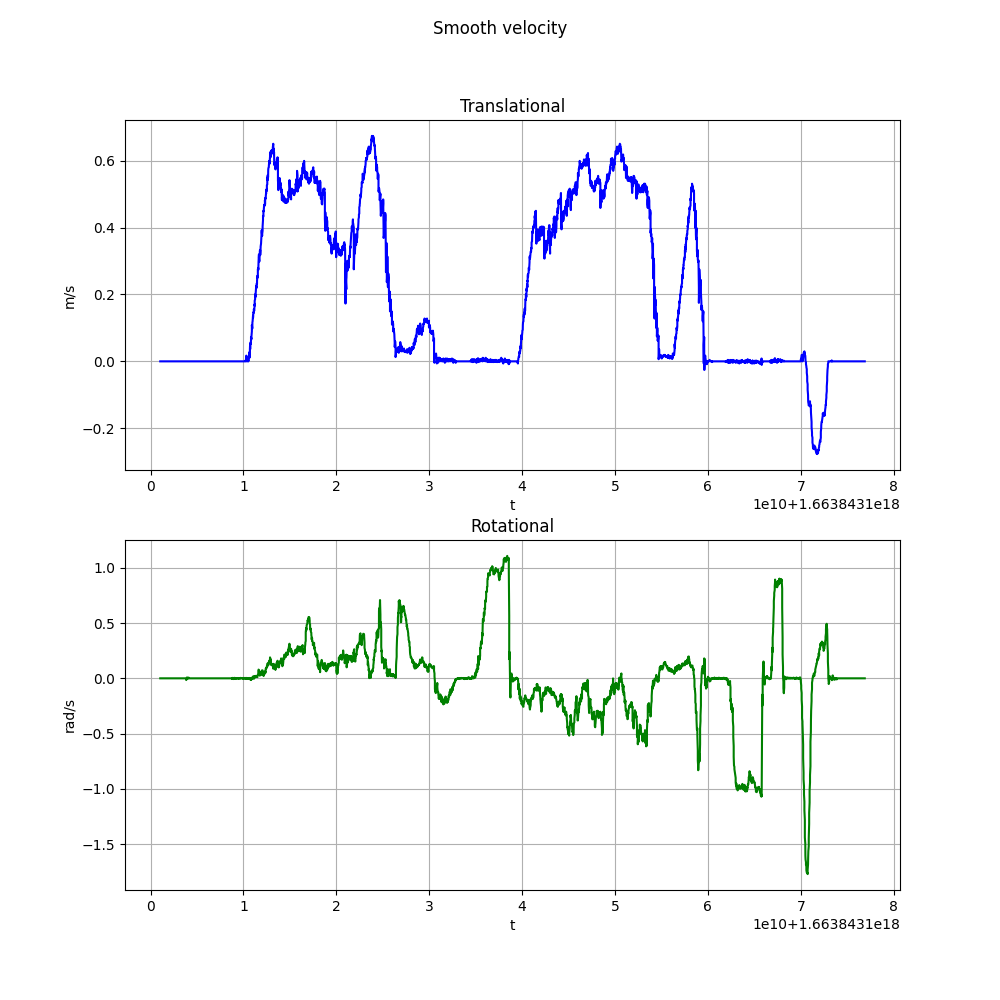 Smooth velocity
Translational
0.6
0.4
0.2
0.0
−0.2
m/s
0 1 2 3 4 5 6 7 8
t
1e10+1.6638431e18
Rotational
1.0
0.5
0.0
−0.5
−1.0
−1.5
rad/s
0 1 2 3 4 5 6 7 8
t
1e10+1.6638431e18